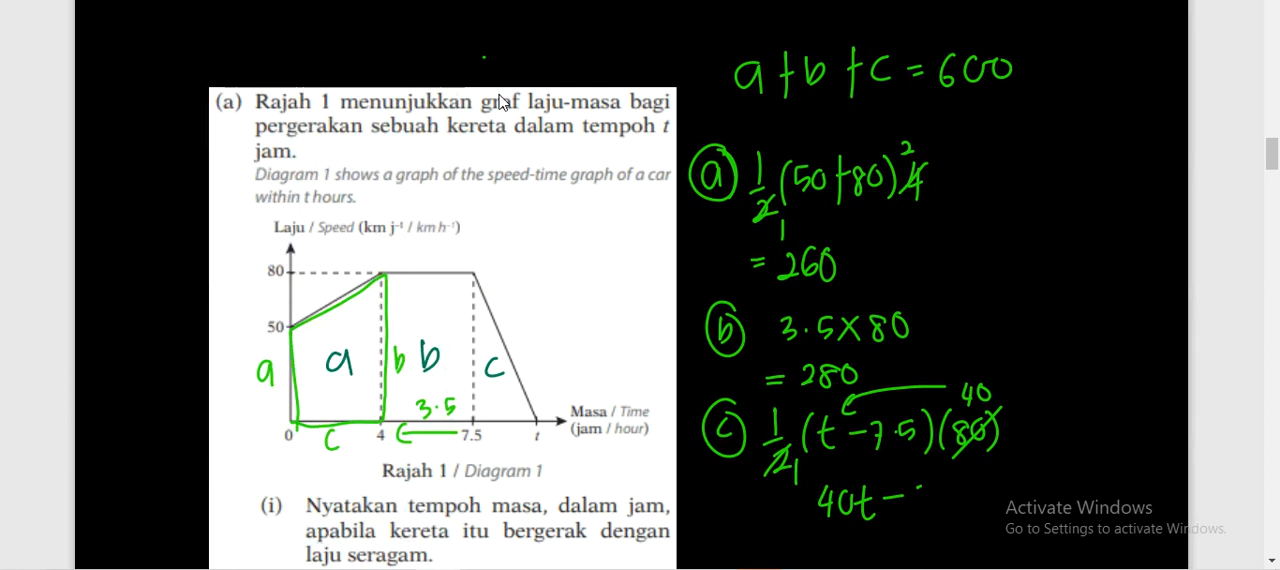 (a) Rajah 1 menunjukkan graf laju-masa bagi
pergerakan sebuah kereta dalam tempoh t
jam.
Diagram 1 shows a graph of the speed-time graph of a car
within t hours.
Laju / Speed (km j⁻¹ / km h⁻¹)
80
50
a
a
b
b
c
3.5
0
4
7.5
t
c
Masa / Time
(jam / hour)
Rajah 1 / Diagram 1
(i) Nyatakan tempoh masa, dalam jam,
apabila kereta itu bergerak dengan
laju seragam.
a + b + c = 600
(a) 1/2 (50+80) 4 2
1
= 260
(b) 3.5 × 80
= 280
40
(c) 1/2 (t - 7.5)(80)
1
40t -
Activate Windows
Go to Settings to activate Windows.